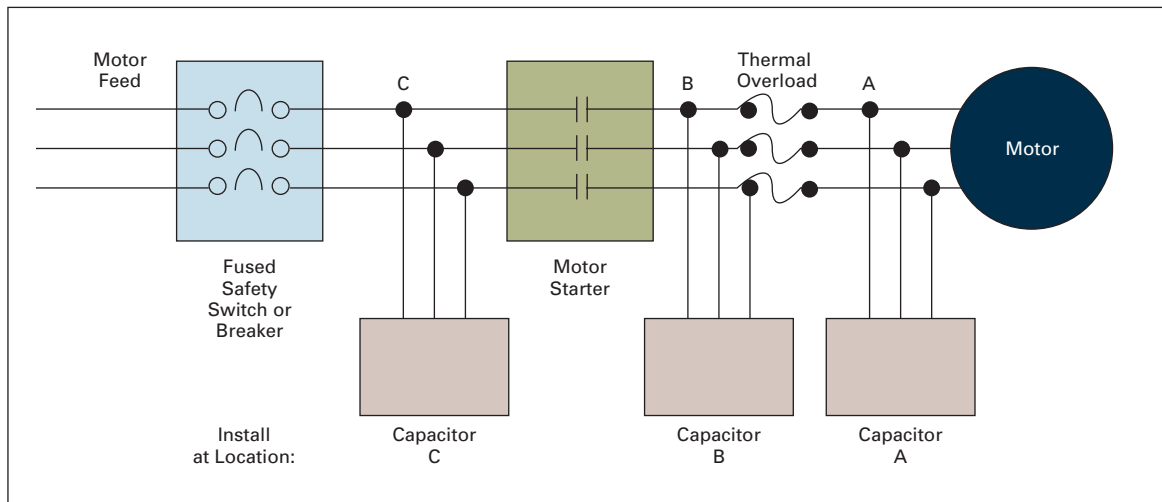 Motor
Feed
C
B
Thermal
Overload
A
Motor
Fused
Safety
Switch or
Breaker
Motor
Starter
Install
at Location:
Capacitor
C
Capacitor
B
Capacitor
A